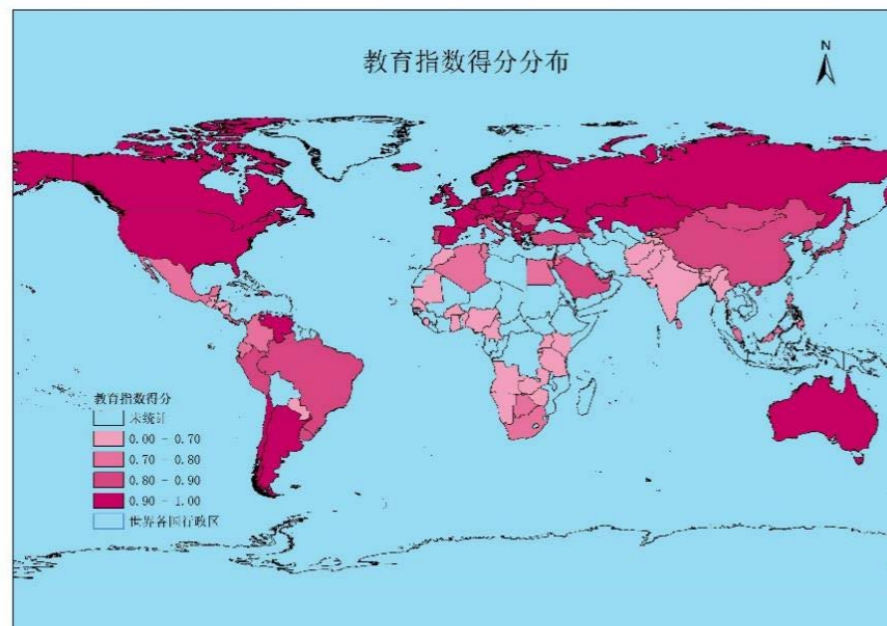 教育指数得分分布
N
教育指数得分
未统计
0.00 - 0.70
0.70 - 0.80
0.80 - 0.90
0.90 - 1.00
世界各国行政区